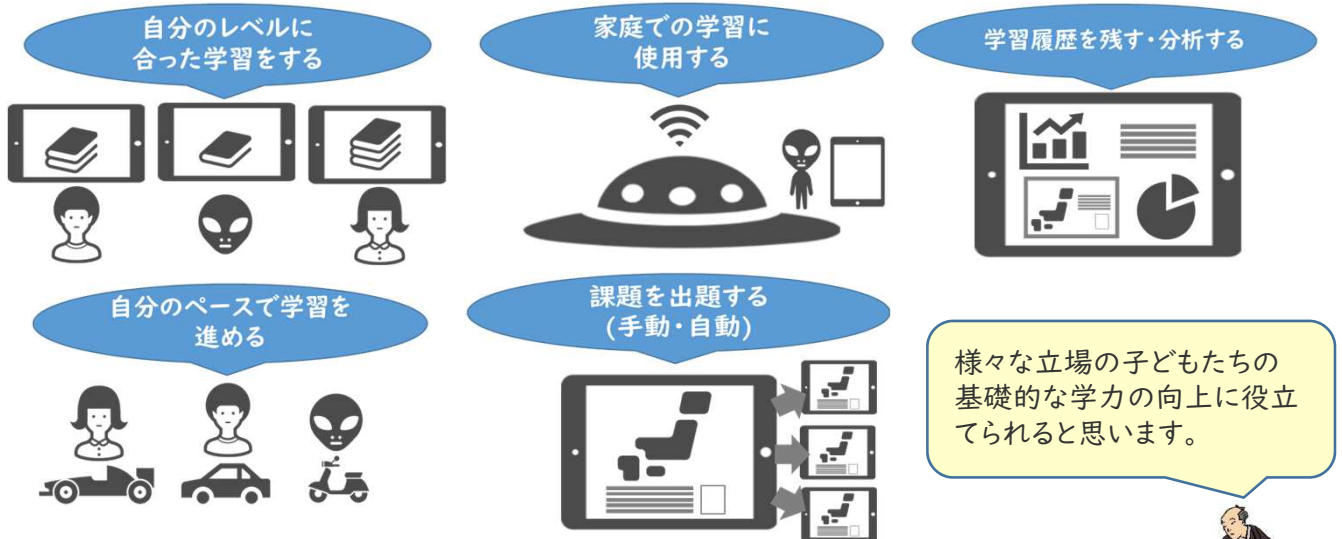 自分のレベルに
合った学習をする
家庭での学習に
使用する
学習履歴を残す・分析する
自分のペースで学習を
進める
課題を出題する
(手動・自動)
様々な立場の子どもたちの
基礎的な学力の向上に役立
てられると思います。